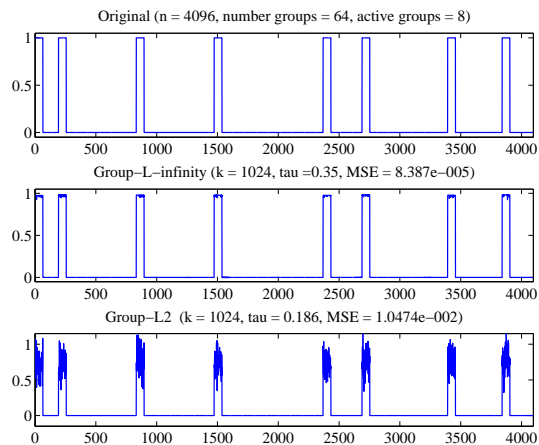 Original (n = 4096, number groups = 64, active groups = 8)
1
0.5
0
0 500 1000 1500 2000 2500 3000 3500 4000
Group−L−infinity (k = 1024, tau =0.35, MSE = 8.387e−005)
1
0.5
0
0 500 1000 1500 2000 2500 3000 3500 4000
Group−L2 (k = 1024, tau = 0.186, MSE = 1.0474e−002)
1
0.5
0
0 500 1000 1500 2000 2500 3000 3500 4000